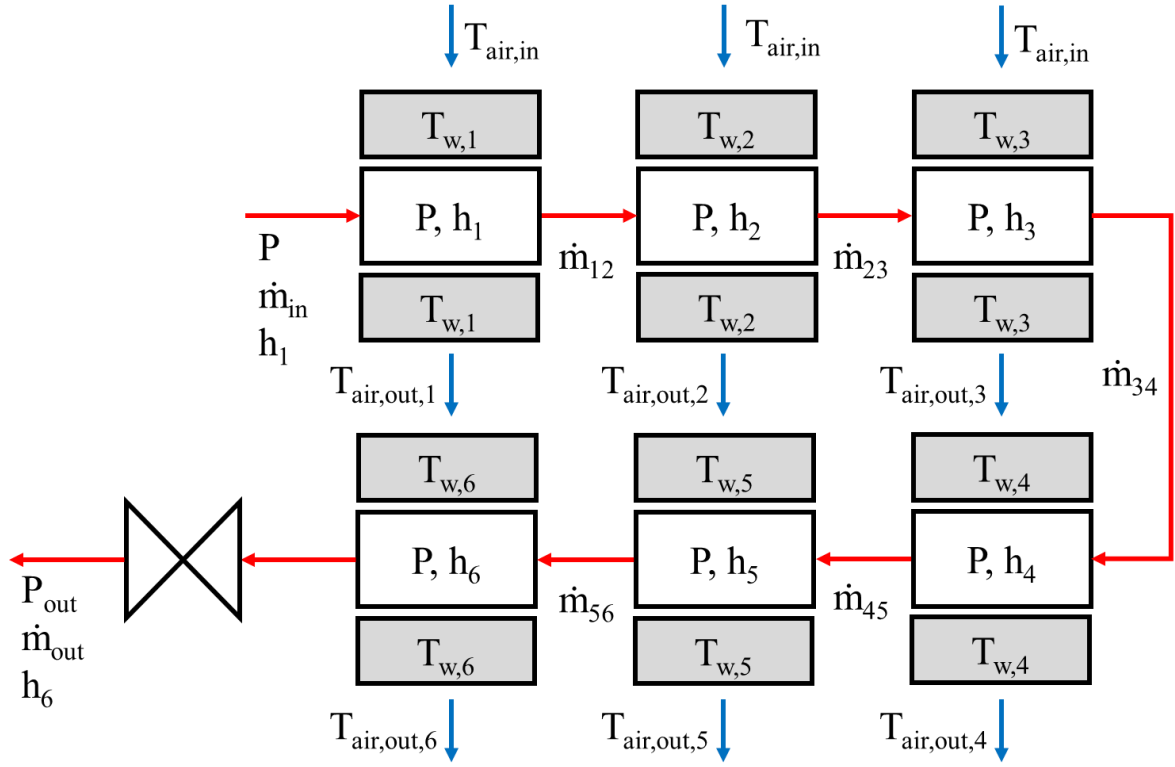 T_air,in T_air,in T_air,in
T_w,1 T_w,2 T_w,3
P, h_1 P, h_2 P, h_3
P
ṁ_in
h_1
ṁ_12 ṁ_23
T_w,1 T_w,2 T_w,3
T_air,out,1 T_air,out,2 T_air,out,3
ṁ_34
T_w,6 T_w,5 T_w,4
P, h_6 P, h_5 P, h_4
P_out
ṁ_out
h_6
ṁ_56 ṁ_45
T_w,6 T_w,5 T_w,4
T_air,out,6 T_air,out,5 T_air,out,4